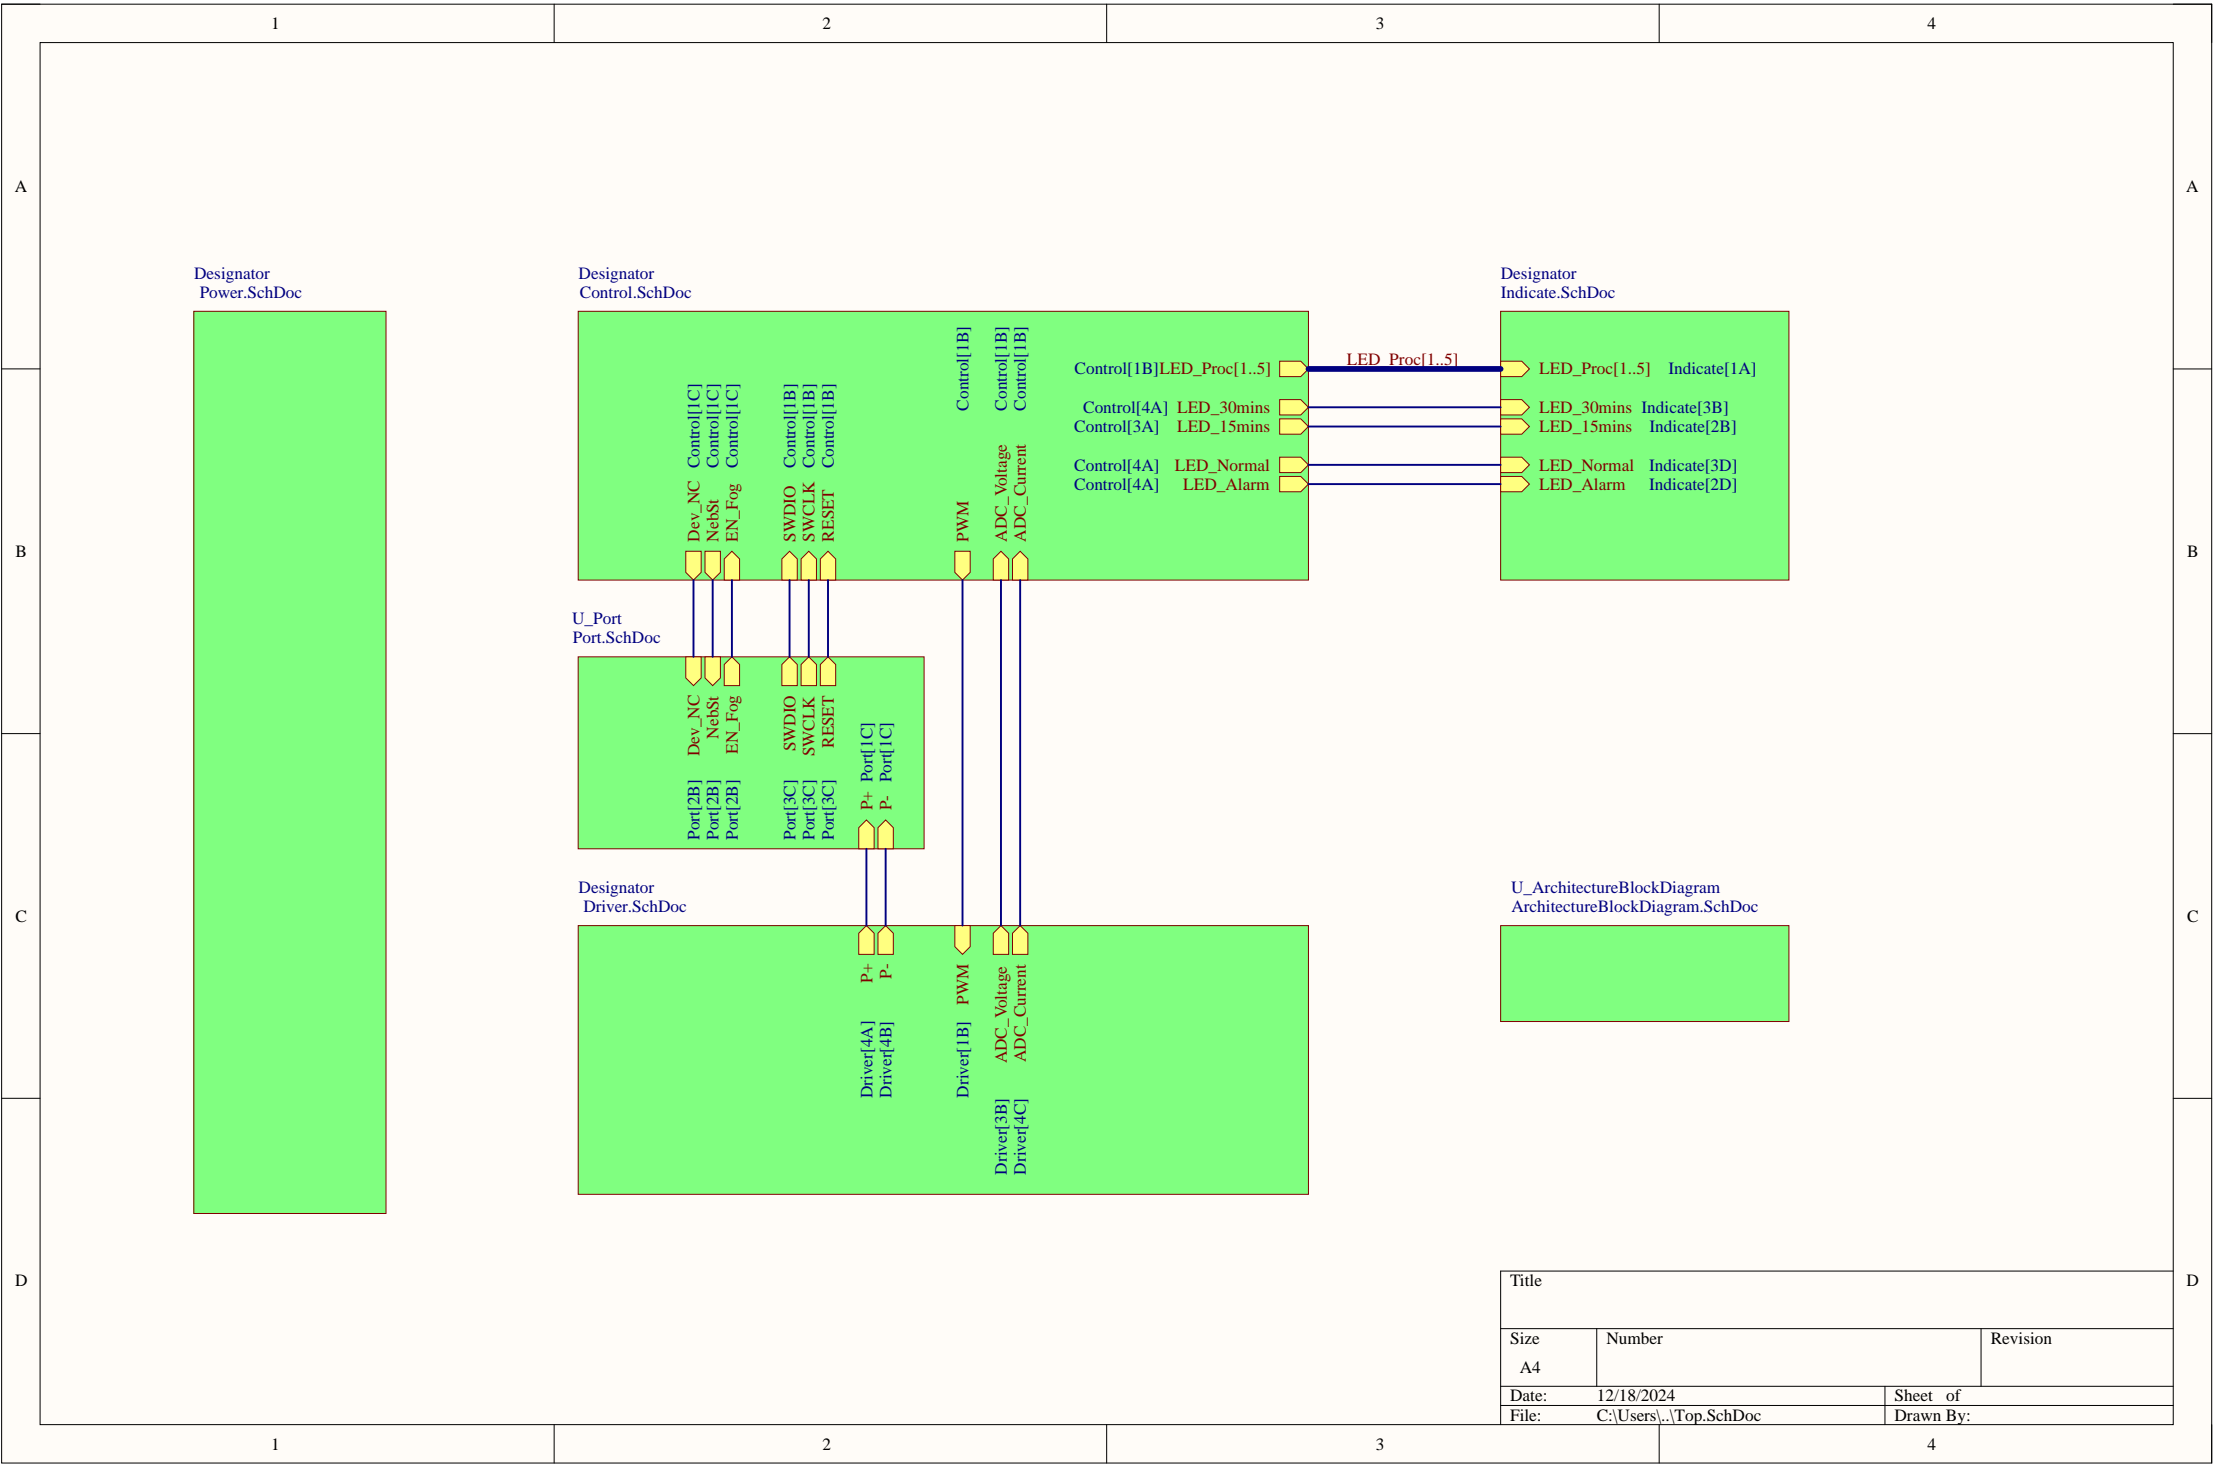 1 2 3 4
A A
Designator
Power.SchDoc
Designator
Control.SchDoc
Designator
Indicate.SchDoc
Control[1B] Control[1B] Control[1B]
Control[1B]LED_Proc[1..5] LED_Proc[1..5] LED_Proc[1..5] Indicate[1A]
Control[4A] LED_30mins LED_30mins Indicate[3B]
Control[3A] LED_15mins LED_15mins Indicate[2B]
Control[4A] LED_Normal LED_Normal Indicate[3D]
Control[4A] LED_Alarm LED_Alarm Indicate[2D]
Control[1C] Control[1C] Control[1C] Control[1B] Control[1B] Control[1B]
Dev_NC NebSt EN_Fog SWDIO SWCLK RESET PWM ADC_Voltage ADC_Current
B B
U_Port
Port.SchDoc
Dev_NC NebSt EN_Fog SWDIO SWCLK RESET
Port[2B] Port[2B] Port[2B] Port[3C] Port[3C] Port[3C]
P+ Port[1C]
P- Port[1C]
Designator
Driver.SchDoc
U_ArchitectureBlockDiagram
ArchitectureBlockDiagram.SchDoc
C C
P+ P- PWM ADC_Voltage ADC_Current
Driver[4A] Driver[4B] Driver[1B] Driver[3B] Driver[4C]
D D
Title
Size Number Revision
A4
Date: 12/18/2024 Sheet of
File: C:\Users\..\Top.SchDoc Drawn By:
1 2 3 4